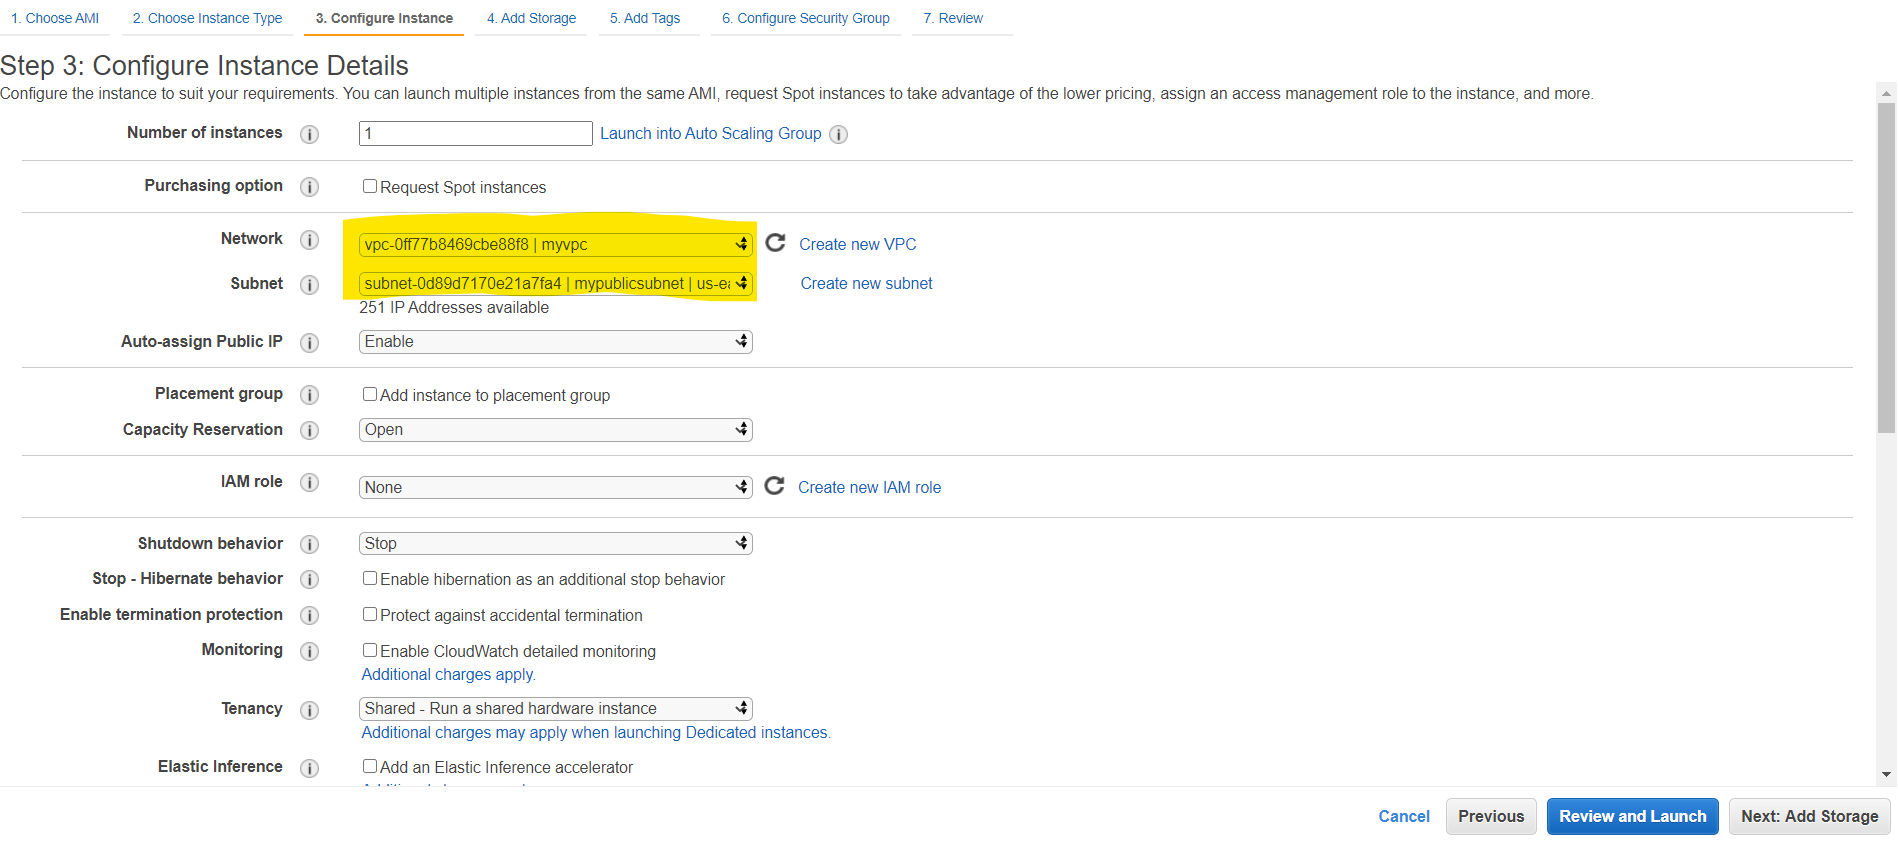 1. Choose AMI 2. Choose Instance Type 3. Configure Instance 4. Add Storage 5. Add Tags 6. Configure Security Group 7. Review
Step 3: Configure Instance Details
Configure the instance to suit your requirements. You can launch multiple instances from the same AMI, request Spot instances to take advantage of the lower pricing, assign an access management role to the instance, and more.
Number of instances i 1 Launch into Auto Scaling Group i
Purchasing option i Request Spot instances
Network i vpc-0ff77b8469cbe88f8 | myvpc Create new VPC
Subnet i subnet-0d89d7170e21a7fa4 | mypublicsubnet | us-ea Create new subnet
251 IP Addresses available
Auto-assign Public IP i Enable
Placement group i Add instance to placement group
Capacity Reservation i Open
IAM role i None Create new IAM role
Shutdown behavior i Stop
Stop - Hibernate behavior i Enable hibernation as an additional stop behavior
Enable termination protection i Protect against accidental termination
Monitoring i Enable CloudWatch detailed monitoring
Additional charges apply.
Tenancy i Shared - Run a shared hardware instance
Additional charges may apply when launching Dedicated instances.
Elastic Inference i Add an Elastic Inference accelerator
Cancel Previous Review and Launch Next: Add Storage